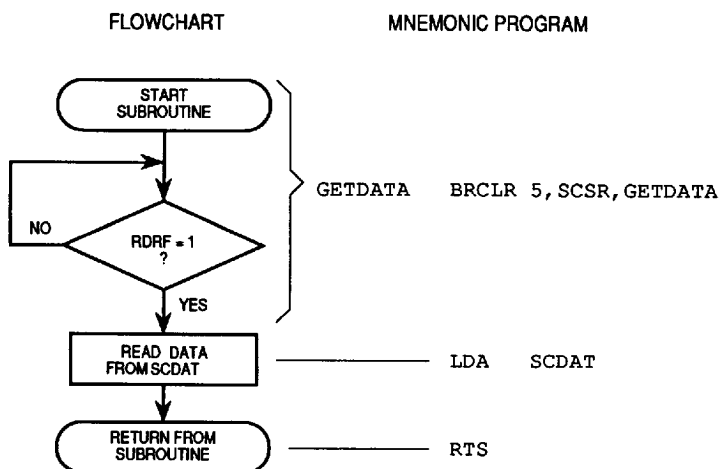 FLOWCHART MNEMONIC PROGRAM
START
SUBROUTINE
GETDATA BRCLR 5,SCSR,GETDATA
NO
RDRF = 1
?
YES
READ DATA
FROM SCDAT
LDA SCDAT
RETURN FROM
SUBROUTINE
RTS